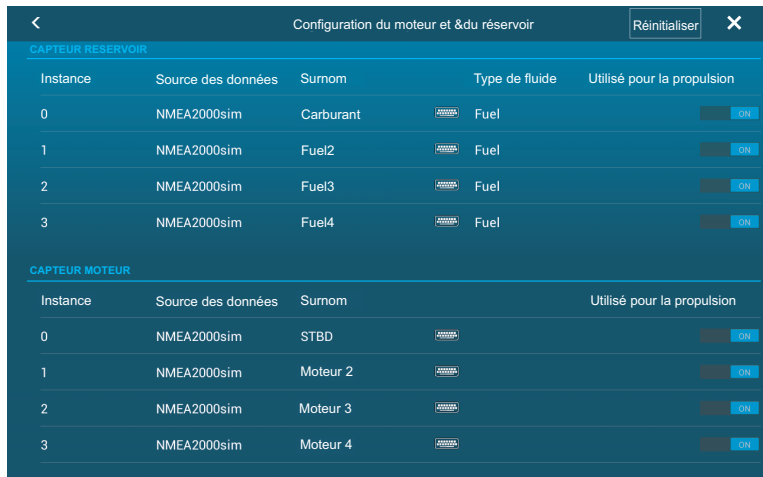 Configuration du moteur et &du réservoir Réinitialiser
CAPTEUR RESERVOIR
Instance Source des données Surnom Type de fluide Utilisé pour la propulsion
0 NMEA2000sim Carburant Fuel ON
1 NMEA2000sim Fuel2 Fuel ON
2 NMEA2000sim Fuel3 Fuel ON
3 NMEA2000sim Fuel4 Fuel ON
CAPTEUR MOTEUR
Instance Source des données Surnom Utilisé pour la propulsion
0 NMEA2000sim STBD ON
1 NMEA2000sim Moteur 2 ON
2 NMEA2000sim Moteur 3 ON
3 NMEA2000sim Moteur 4 ON